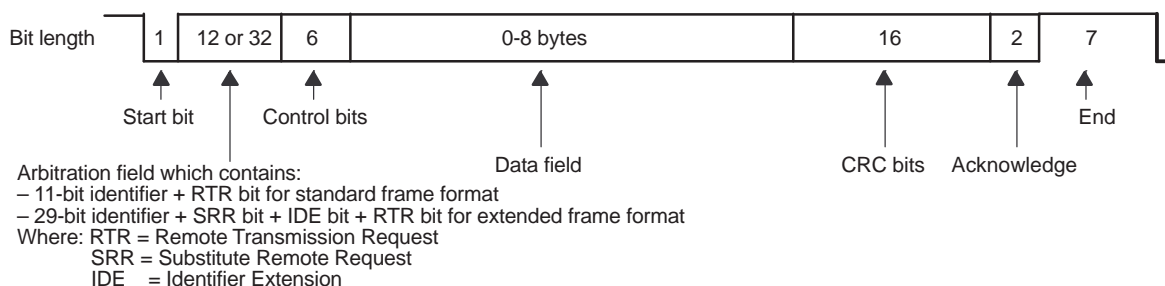 Bit length 1 12 or 32 6 0-8 bytes 16 2 7
Start bit Control bits End
Data field CRC bits Acknowledge
Arbitration field which contains:
– 11-bit identifier + RTR bit for standard frame format
– 29-bit identifier + SRR bit + IDE bit + RTR bit for extended frame format
Where: RTR = Remote Transmission Request
SRR = Substitute Remote Request
IDE = Identifier Extension